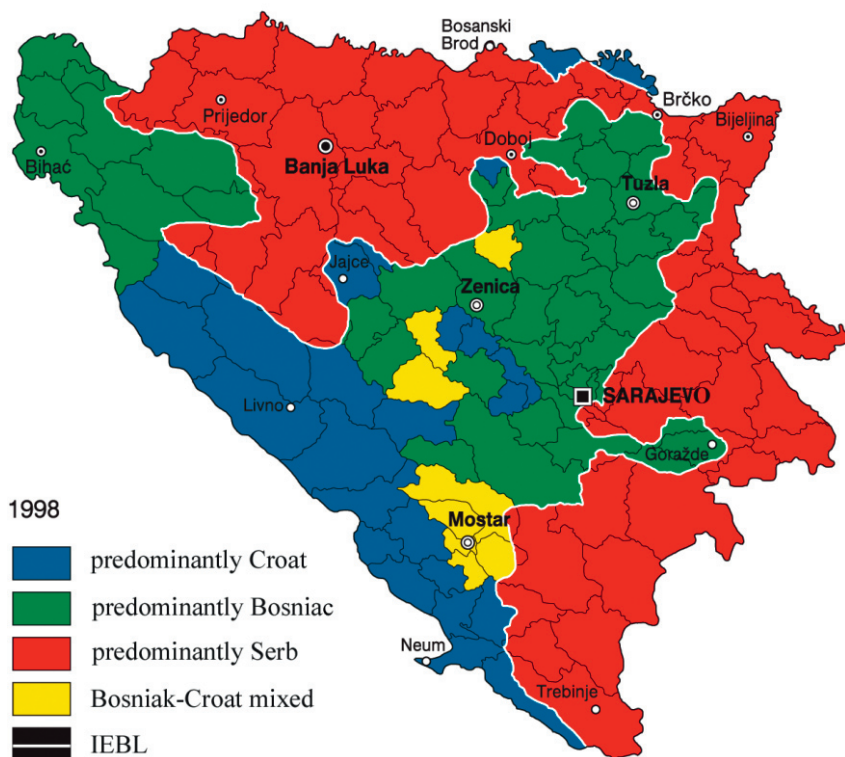 Bosanski
Brod
Prijedor
Brčko
Bijeljina
Bihać
Banja Luka
Doboj
Tuzla
Jajce
Zenica
Livno
SARAJEVO
Goražde
1998
Mostar
predominantly Croat
predominantly Bosniac
predominantly Serb
Neum
Bosniak-Croat mixed
Trebinje
IEBL